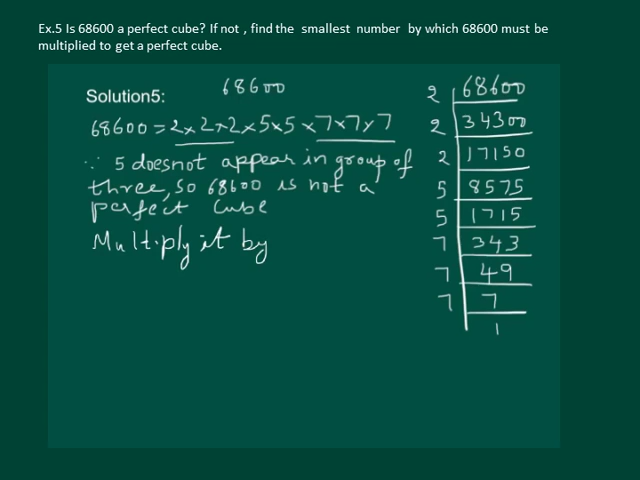 Ex.5 Is 68600 a perfect cube? If not , find the smallest number by which 68600 must be
multiplied to get a perfect cube.
Solution5:
68600
68600 = 2×2×2×5×5×7×7×7
∵ 5 doesnot appear in group of
three, so 68600 is not a
perfect Cube
Multiply it by
2 | 68600
2 | 34300
2 | 17150
5 | 8575
5 | 1715
7 | 343
7 | 49
7 | 7
1